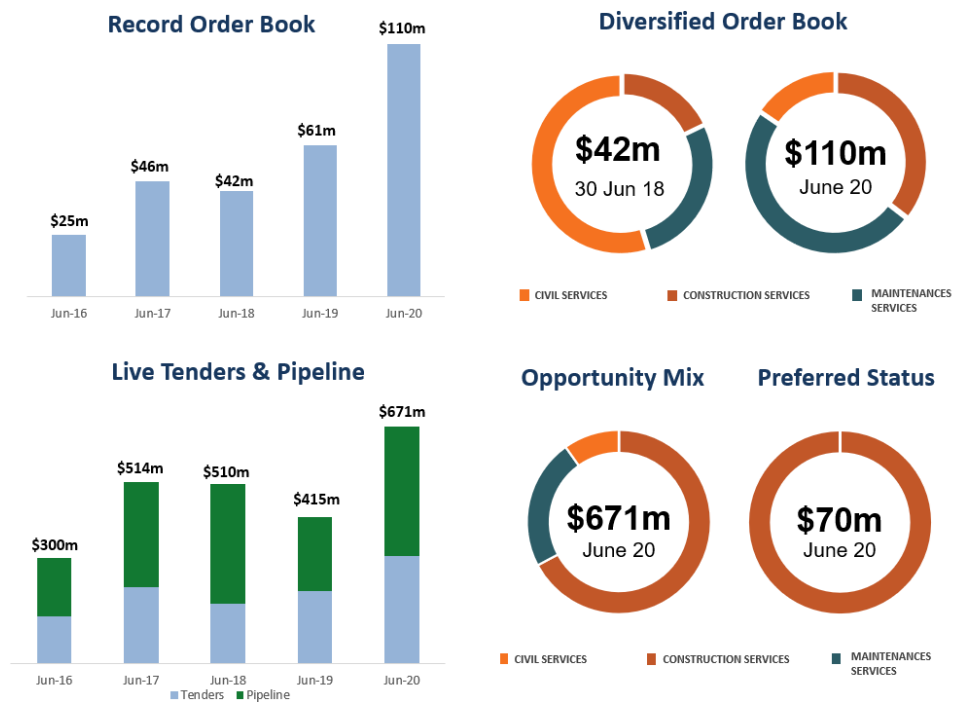 Record Order Book
$110m
$61m
$46m
$42m
$25m
Jun-16 Jun-17 Jun-18 Jun-19 Jun-20
Diversified Order Book
$42m
30 Jun 18
$110m
June 20
CIVIL SERVICES
CONSTRUCTION SERVICES
MAINTENANCES
SERVICES
Live Tenders & Pipeline
$671m
$514m
$510m
$415m
$300m
Jun-16 Jun-17 Jun-18 Jun-19 Jun-20
Tenders Pipeline
Opportunity Mix
$671m
June 20
Preferred Status
$70m
June 20
CIVIL SERVICES
CONSTRUCTION SERVICES
MAINTENANCES
SERVICES